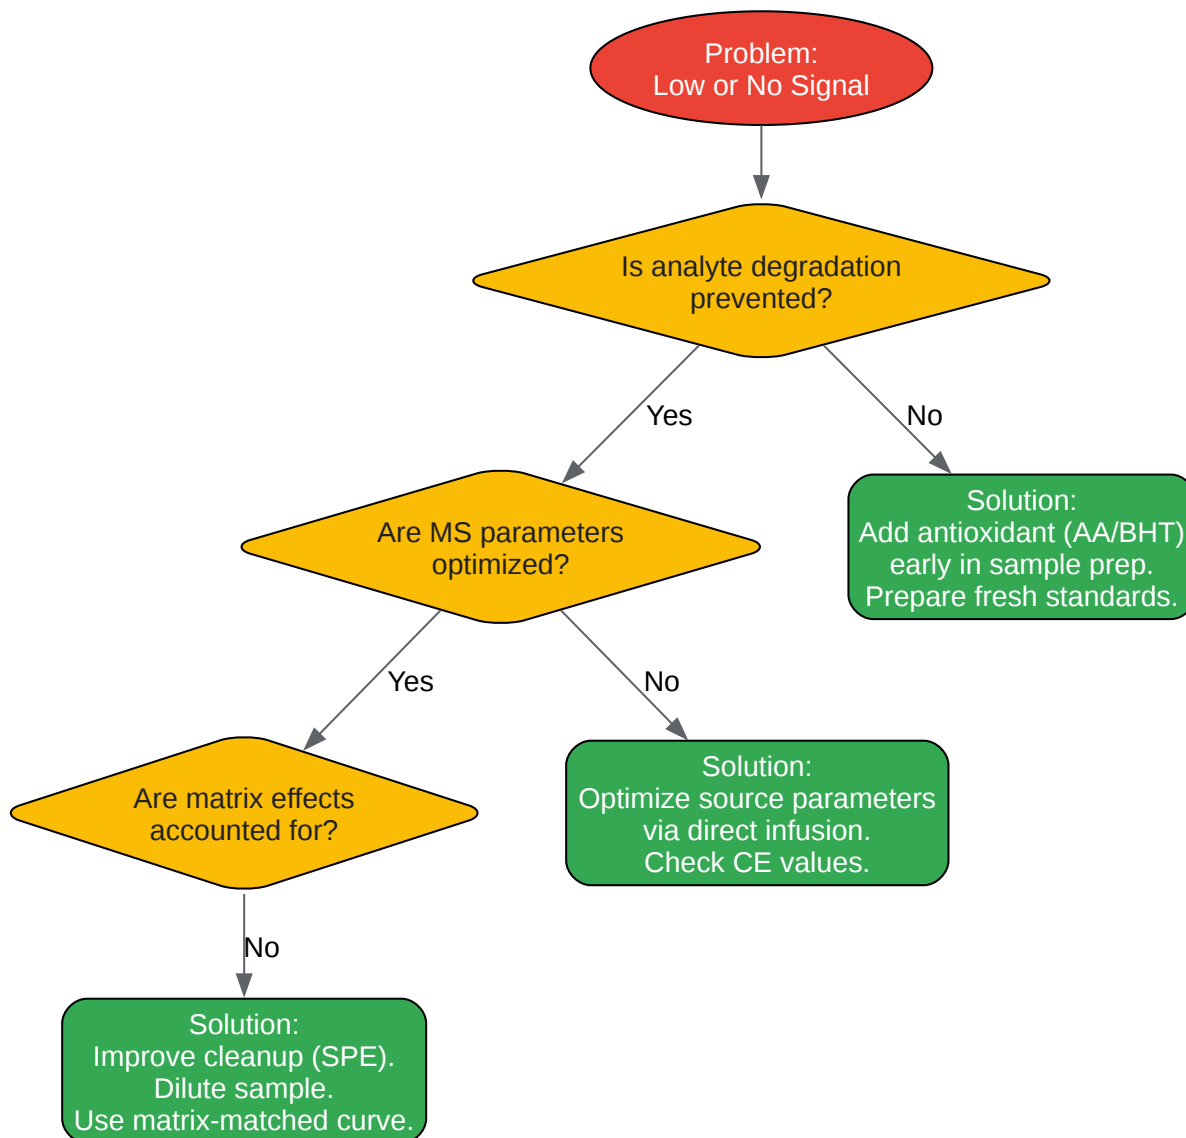 Problem:
Low or No Signal
Is analyte degradation
prevented?
Yes
No
Are MS parameters
optimized?
Solution:
Add antioxidant (AA/BHT)
early in sample prep.
Prepare fresh standards.
Yes
No
Are matrix effects
accounted for?
Solution:
Optimize source parameters
via direct infusion.
Check CE values.
No
Solution:
Improve cleanup (SPE).
Dilute sample.
Use matrix-matched curve.